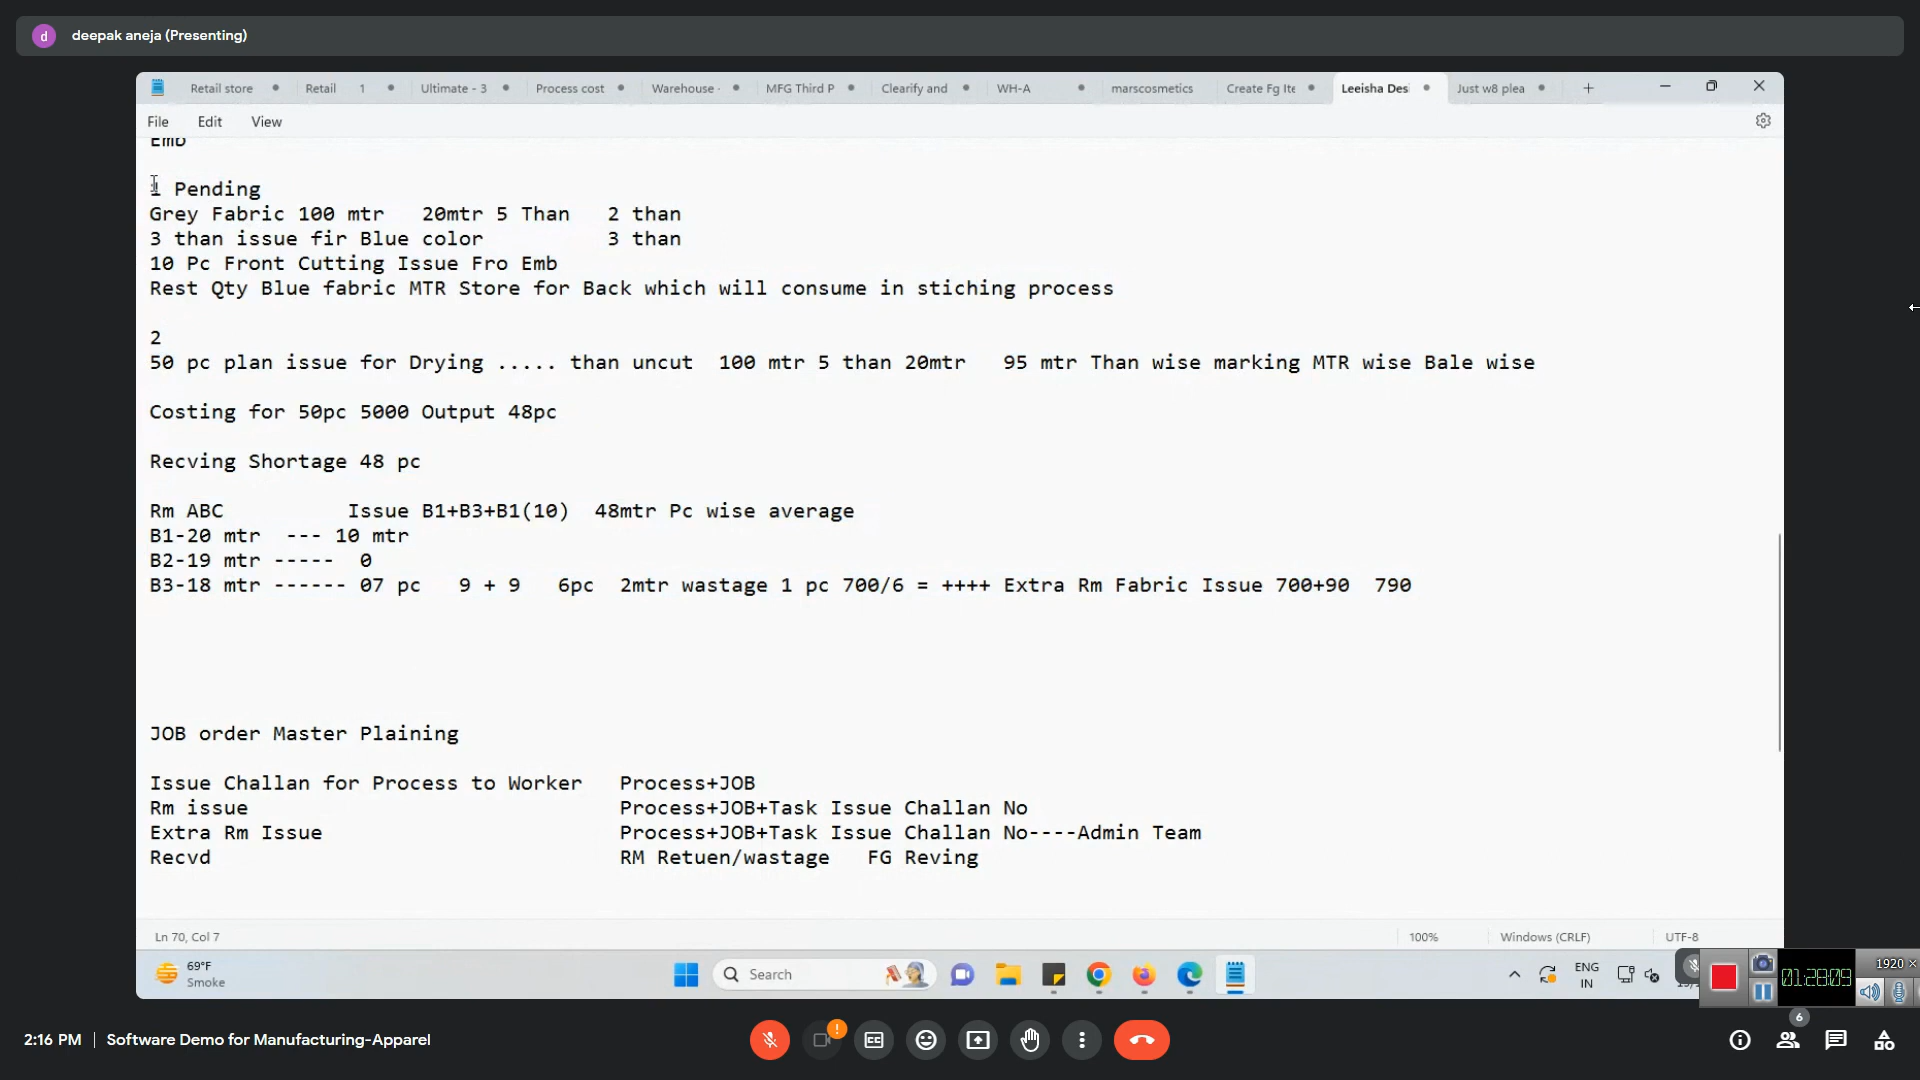 d deepak aneja (Presenting)
Retail store Retail 1 Ultimate - 3 Process cost Warehouse - MFG Third P Clearify and WH-A marscosmetics Create Fg Ite Leeisha Des Just w8 plea
File Edit View
Emb
Pending
Grey Fabric 100 mtr 20mtr 5 Than 2 than
3 than issue fir Blue color 3 than
10 Pc Front Cutting Issue Fro Emb
Rest Qty Blue fabric MTR Store for Back which will consume in stiching process
2
50 pc plan issue for Drying ..... than uncut 100 mtr 5 than 20mtr 95 mtr Than wise marking MTR wise Bale wise
Costing for 50pc 5000 Output 48pc
Recving Shortage 48 pc
Rm ABC Issue B1+B3+B1(10) 48mtr Pc wise average
B1-20 mtr --- 10 mtr
B2-19 mtr ----- 0
B3-18 mtr ------ 07 pc 9 + 9 6pc 2mtr wastage 1 pc 700/6 = ++++ Extra Rm Fabric Issue 700+90 790
JOB order Master Plaining
Issue Challan for Process to Worker Process+JOB
Rm issue Process+JOB+Task Issue Challan No
Extra Rm Issue Process+JOB+Task Issue Challan No----Admin Team
Recvd RM Retuen/wastage FG Reving
Ln 70, Col 7 100% Windows (CRLF) UTF-8
69°F
Smoke
Search
ENG
IN
1920 ×
01:28:09
6
2:16 PM Software Demo for Manufacturing-Apparel